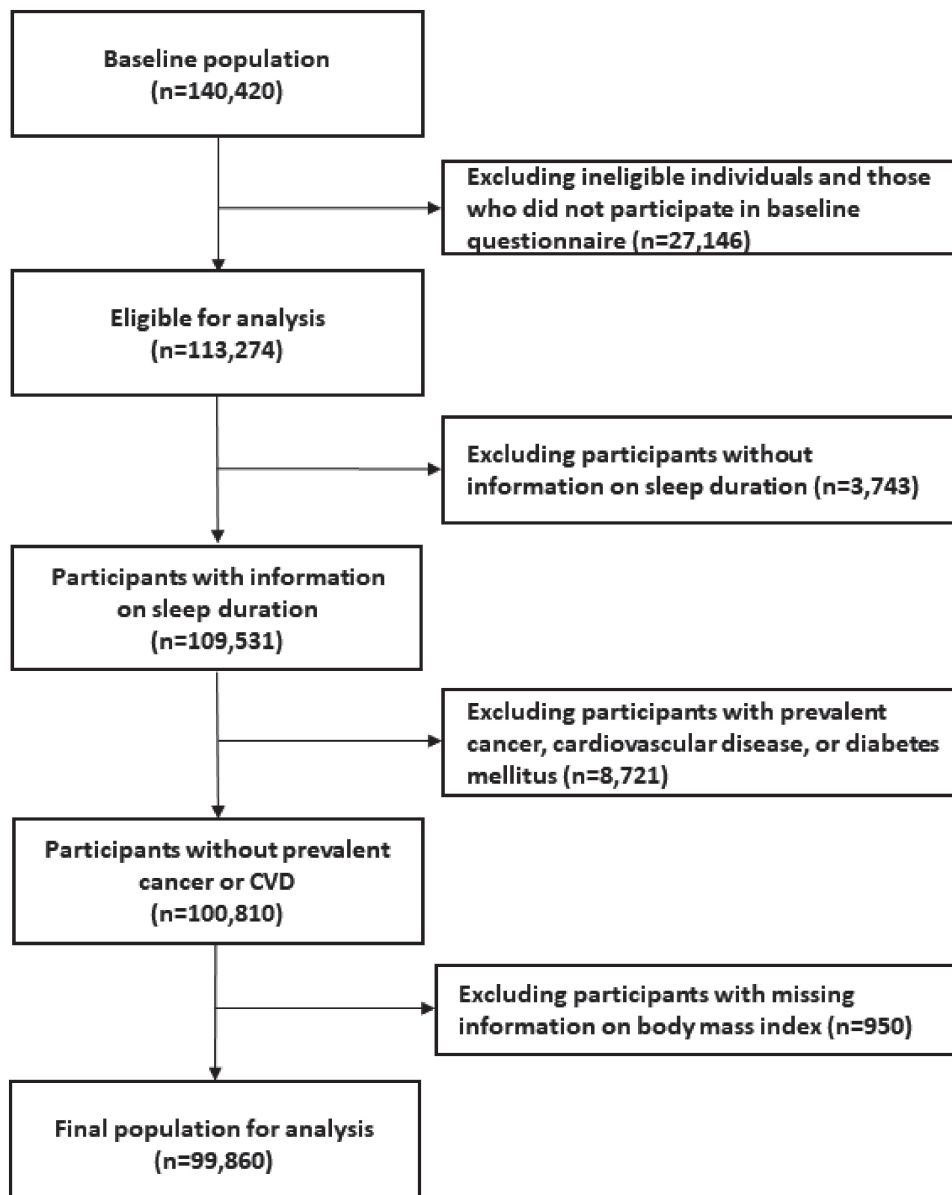 Baseline population
(n=140,420)
Excluding ineligible individuals and those
who did not participate in baseline
questionnaire (n=27,146)
Eligible for analysis
(n=113,274)
Excluding participants without
information on sleep duration (n=3,743)
Participants with information
on sleep duration
(n=109,531)
Excluding participants with prevalent
cancer, cardiovascular disease, or diabetes
mellitus (n=8,721)
Participants without prevalent
cancer or CVD
(n=100,810)
Excluding participants with missing
information on body mass index (n=950)
Final population for analysis
(n=99,860)